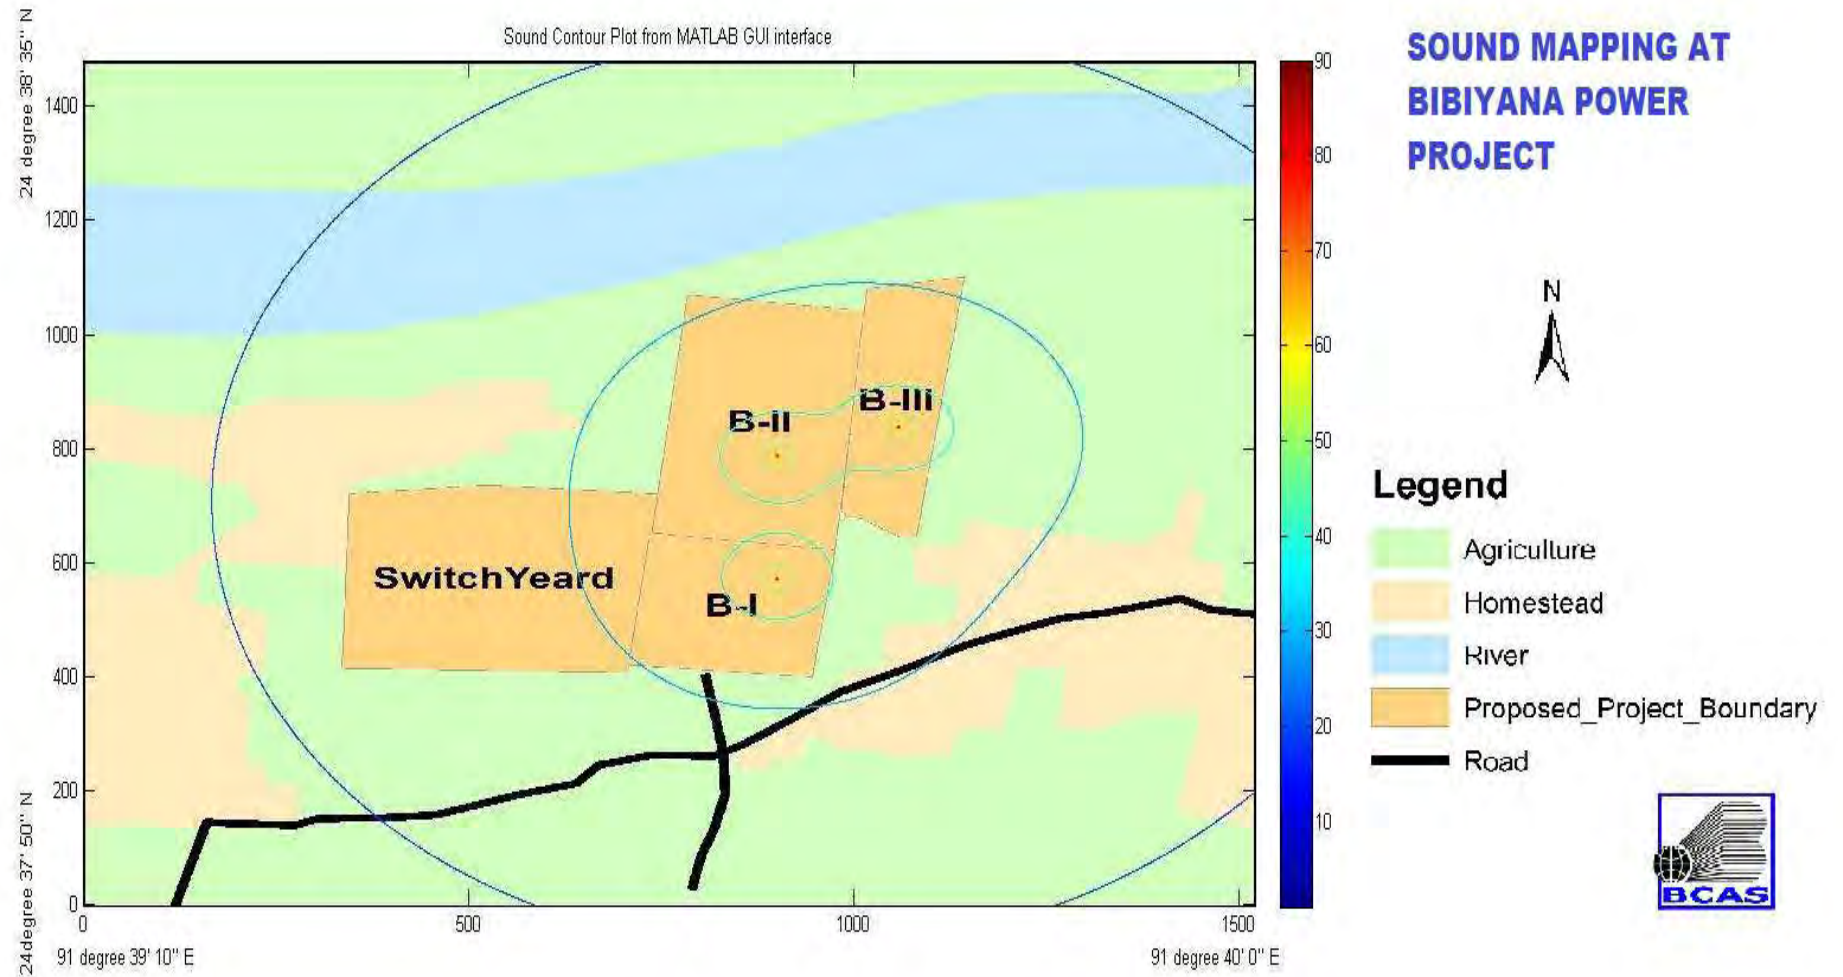 Sound Contour Plot from MATLAB GUI interface
SOUND MAPPING AT
BIBIYANA POWER
PROJECT
24 degree 38' 35" N
1400
1200
1000
800
600
400
200
0
24degree 37' 50" N
0
500
1000
1500
91 degree 39' 10" E
91 degree 40' 0" E
B-II
B-III
B-I
SwitchYeard
90
80
70
60
50
40
30
20
10
N
Legend
Agriculture
Homestead
River
Proposed_Project_Boundary
Road
BCAS